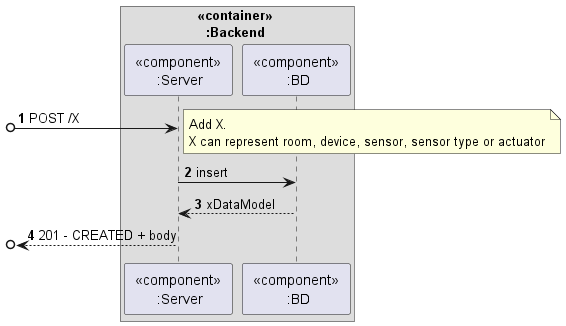 «container»
:Backend
«component»
:Server
«component»
:BD
1 POST /X
Add X.
X can represent room, device, sensor, sensor type or actuator
2 insert
3 xDataModel
4 201 - CREATED + body
«component»
:Server
«component»
:BD